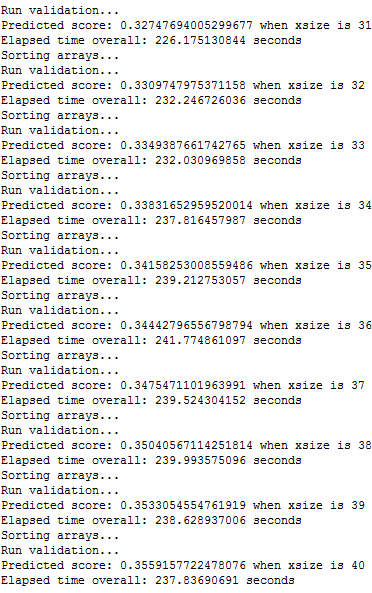 Run validation...
Predicted score: 0.32747694005299677 when xsize is 31
Elapsed time overall: 226.175130844 seconds
Sorting arrays...
Run validation...
Predicted score: 0.3309747975371158 when xsize is 32
Elapsed time overall: 232.246726036 seconds
Sorting arrays...
Run validation...
Predicted score: 0.3349387661742765 when xsize is 33
Elapsed time overall: 232.030969858 seconds
Sorting arrays...
Run validation...
Predicted score: 0.33831652959520014 when xsize is 34
Elapsed time overall: 237.816457987 seconds
Sorting arrays...
Run validation...
Predicted score: 0.34158253008559486 when xsize is 35
Elapsed time overall: 239.212753057 seconds
Sorting arrays...
Run validation...
Predicted score: 0.34442796556798794 when xsize is 36
Elapsed time overall: 241.774861097 seconds
Sorting arrays...
Run validation...
Predicted score: 0.3475471101963991 when xsize is 37
Elapsed time overall: 239.524304152 seconds
Sorting arrays...
Run validation...
Predicted score: 0.35040567114251814 when xsize is 38
Elapsed time overall: 239.993575096 seconds
Sorting arrays...
Run validation...
Predicted score: 0.3533054554761919 when xsize is 39
Elapsed time overall: 238.628937006 seconds
Sorting arrays...
Run validation...
Predicted score: 0.3559157722478076 when xsize is 40
Elapsed time overall: 237.83690691 seconds